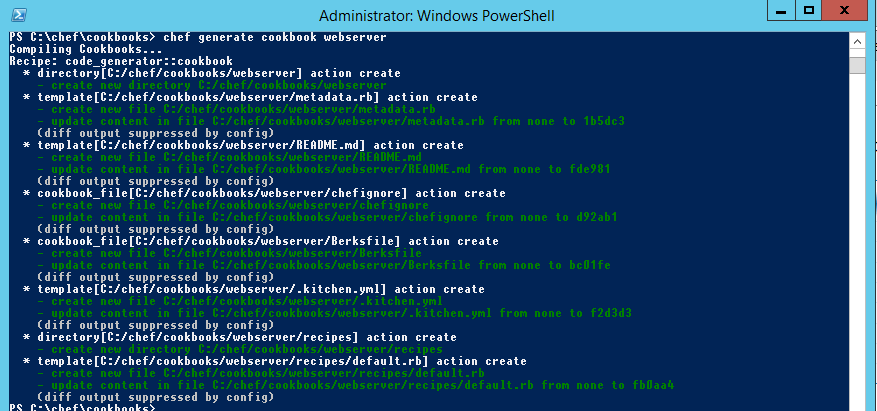 Administrator: Windows PowerShell
PS C:\chef\cookbooks> chef generate cookbook webserver
Compiling Cookbooks...
Recipe: code_generator::cookbook
  * directory[C:/chef/cookbooks/webserver] action create
    - create new directory C:/chef/cookbooks/webserver
  * template[C:/chef/cookbooks/webserver/metadata.rb] action create
    - create new file C:/chef/cookbooks/webserver/metadata.rb
    - update content in file C:/chef/cookbooks/webserver/metadata.rb from none to 1b5dc3
    (diff output suppressed by config)
  * template[C:/chef/cookbooks/webserver/README.md] action create
    - create new file C:/chef/cookbooks/webserver/README.md
    - update content in file C:/chef/cookbooks/webserver/README.md from none to fde981
    (diff output suppressed by config)
  * cookbook_file[C:/chef/cookbooks/webserver/chefignore] action create
    - create new file C:/chef/cookbooks/webserver/chefignore
    - update content in file C:/chef/cookbooks/webserver/chefignore from none to d92ab1
    (diff output suppressed by config)
  * cookbook_file[C:/chef/cookbooks/webserver/Berksfile] action create
    - create new file C:/chef/cookbooks/webserver/Berksfile
    - update content in file C:/chef/cookbooks/webserver/Berksfile from none to bc01fe
    (diff output suppressed by config)
  * template[C:/chef/cookbooks/webserver/.kitchen.yml] action create
    - create new file C:/chef/cookbooks/webserver/.kitchen.yml
    - update content in file C:/chef/cookbooks/webserver/.kitchen.yml from none to f2d3d3
    (diff output suppressed by config)
  * directory[C:/chef/cookbooks/webserver/recipes] action create
    - create new directory C:/chef/cookbooks/webserver/recipes
  * template[C:/chef/cookbooks/webserver/recipes/default.rb] action create
    - create new file C:/chef/cookbooks/webserver/recipes/default.rb
    - update content in file C:/chef/cookbooks/webserver/recipes/default.rb from none to fb0aa4
    (diff output suppressed by config)
PS C:\chef\cookbooks>